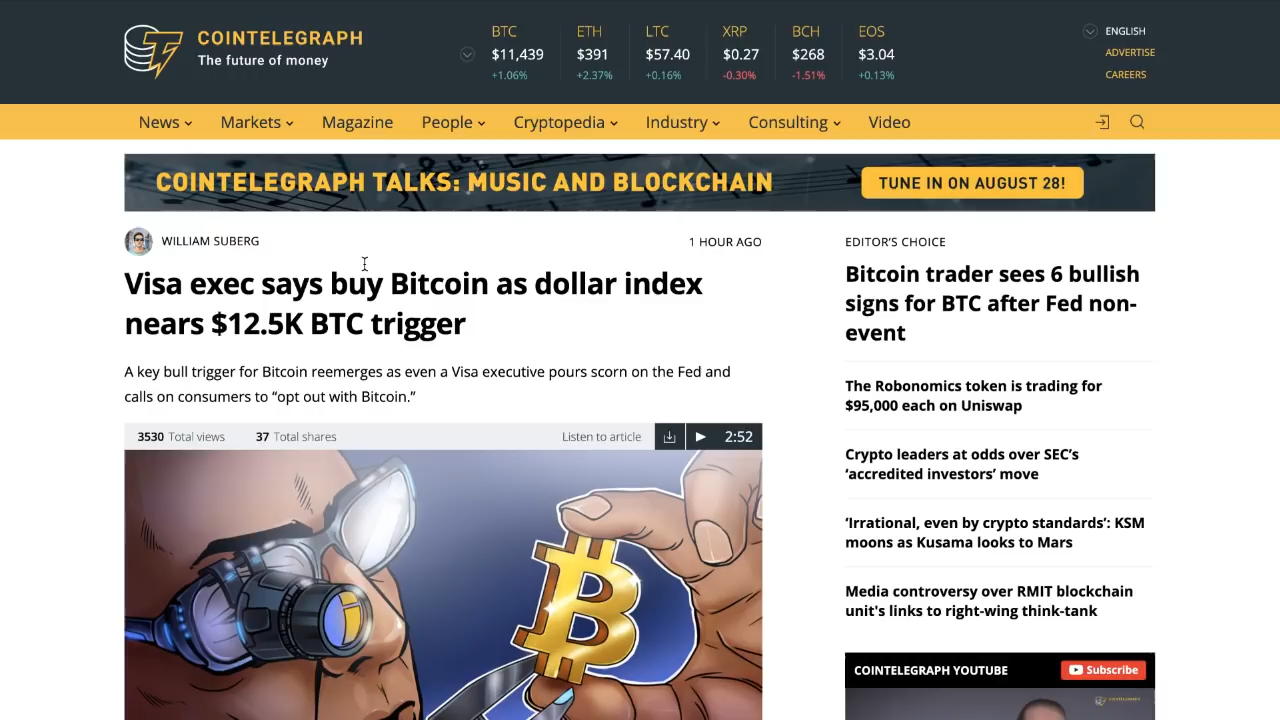 COINTELEGRAPH
The future of money
BTC
$11,439
+1.06%
ETH
$391
+2.37%
LTC
$57.40
+0.16%
XRP
$0.27
-0.30%
BCH
$268
-1.51%
EOS
$3.04
+0.13%
ENGLISH
ADVERTISE
CAREERS
News Markets Magazine People Cryptopedia Industry Consulting Video
COINTELEGRAPH TALKS: MUSIC AND BLOCKCHAIN
TUNE IN ON AUGUST 28!
WILLIAM SUBERG
1 HOUR AGO
Visa exec says buy Bitcoin as dollar index
nears $12.5K BTC trigger
A key bull trigger for Bitcoin reemerges as even a Visa executive pours scorn on the Fed and
calls on consumers to “opt out with Bitcoin.”
3530 Total views 37 Total shares Listen to article 2:52
EDITOR’S CHOICE
Bitcoin trader sees 6 bullish
signs for BTC after Fed non-
event
The Robonomics token is trading for
$95,000 each on Uniswap
Crypto leaders at odds over SEC’s
‘accredited investors’ move
‘Irrational, even by crypto standards’: KSM
moons as Kusama looks to Mars
Media controversy over RMIT blockchain
unit's links to right-wing think-tank
COINTELEGRAPH YOUTUBE
Subscribe
COINTELEGRAPH